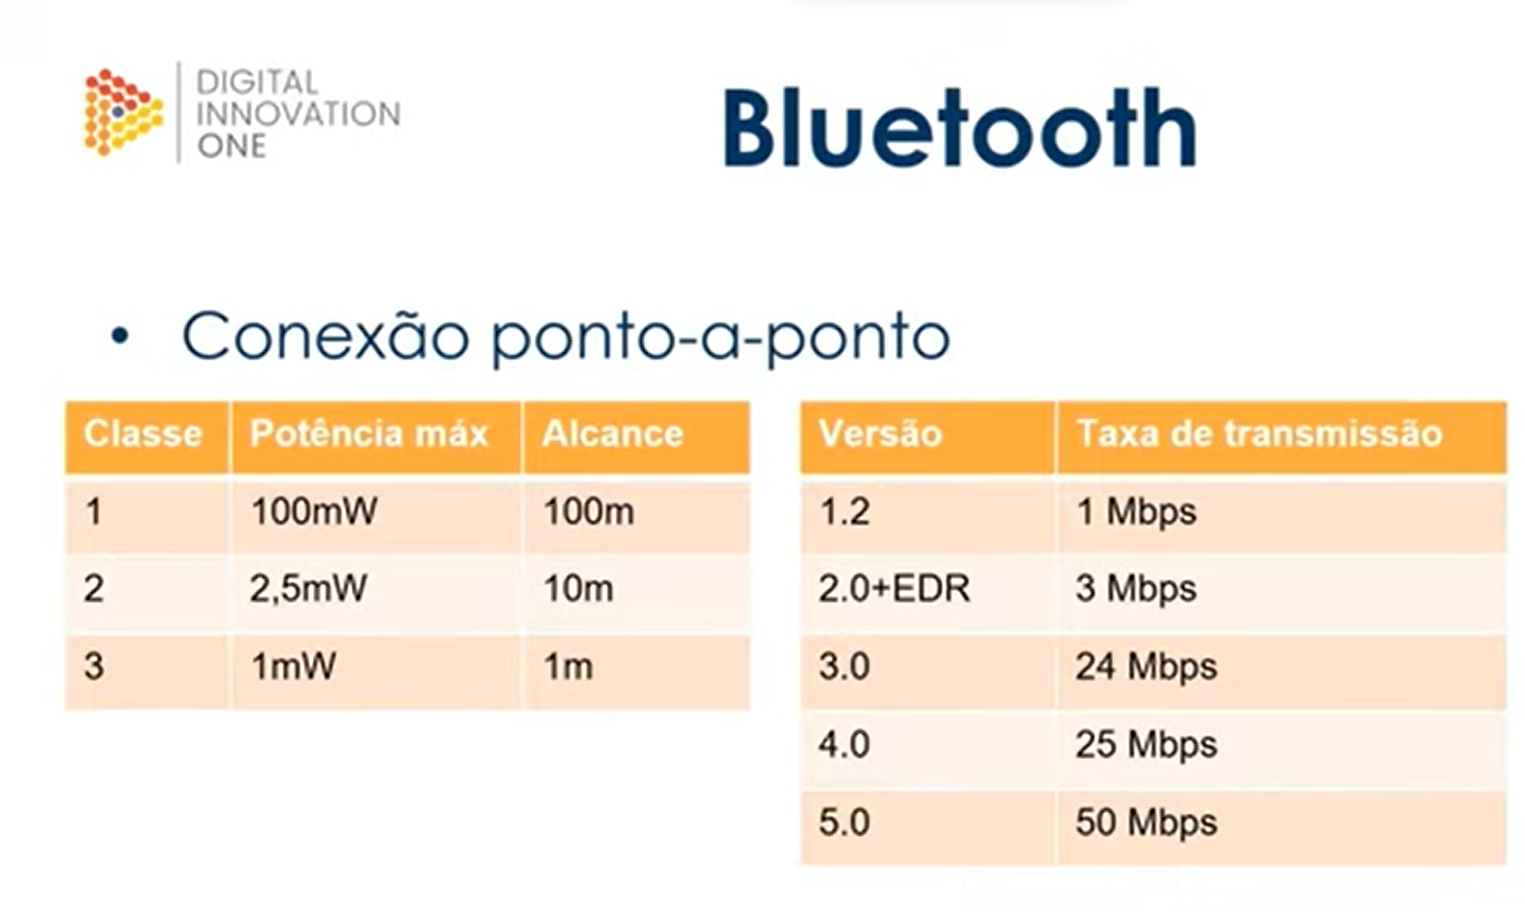 DIGITAL
INNOVATION
ONE
Bluetooth
• Conexão ponto-a-ponto
Classe Potência máx Alcance
1 100mW 100m
2 2,5mW 10m
3 1mW 1m
Versão Taxa de transmissão
1.2 1 Mbps
2.0+EDR 3 Mbps
3.0 24 Mbps
4.0 25 Mbps
5.0 50 Mbps